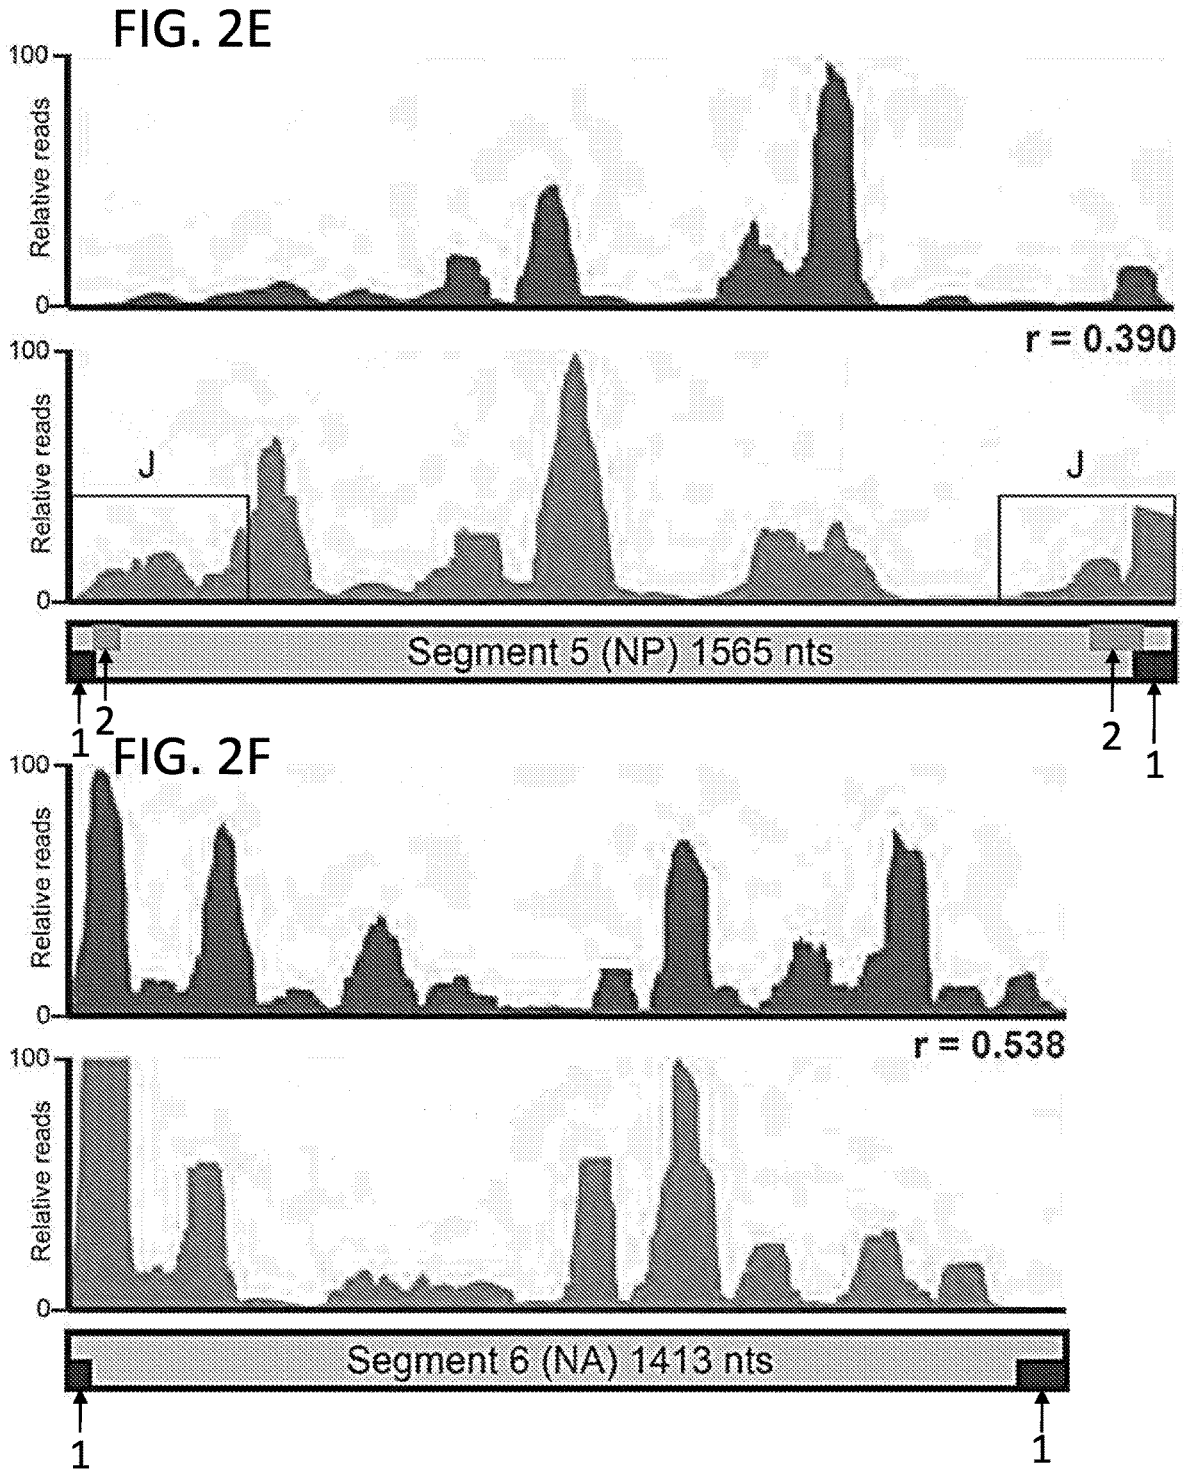 FIG. 2E
100
Relative reads
0
r = 0.390
100
Relative reads
J
J
0
Segment 5 (NP) 1565 nts
1
2
2
1
FIG. 2F
100
Relative reads
0
r = 0.538
100
Relative reads
0
Segment 6 (NA) 1413 nts
1
1